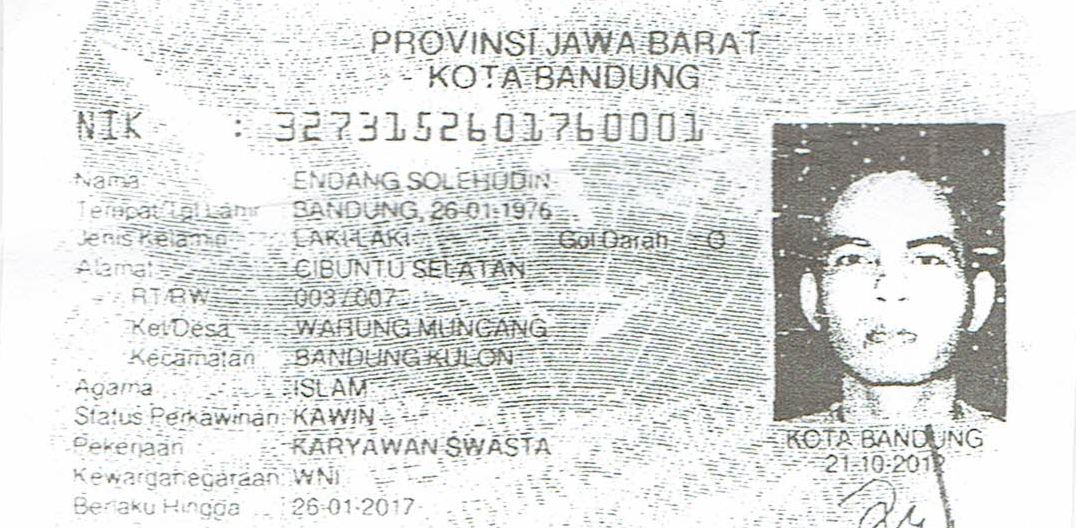 PROVINSI JAWA BARAT
KOTA BANDUNG
NIK : 3273152601760001
Nama ENDANG SOLEHUDIN
Tempat/Tgl Lahir BANDUNG, 26-01-1976
Jenis Kelamin LAKI-LAKI Gol Darah O
Alamat CIBUNTU SELATAN
RT/RW 003 / 007
Kel/Desa WARUNG MUNCANG
Kecamatan BANDUNG KULON
Agama ISLAM
Status Perkawinan: KAWIN
Pekerjaan KARYAWAN SWASTA
Kewarganegaraan: WNI
Berlaku Hingga 26-01-2017
KOTA BANDUNG
21-10-2012